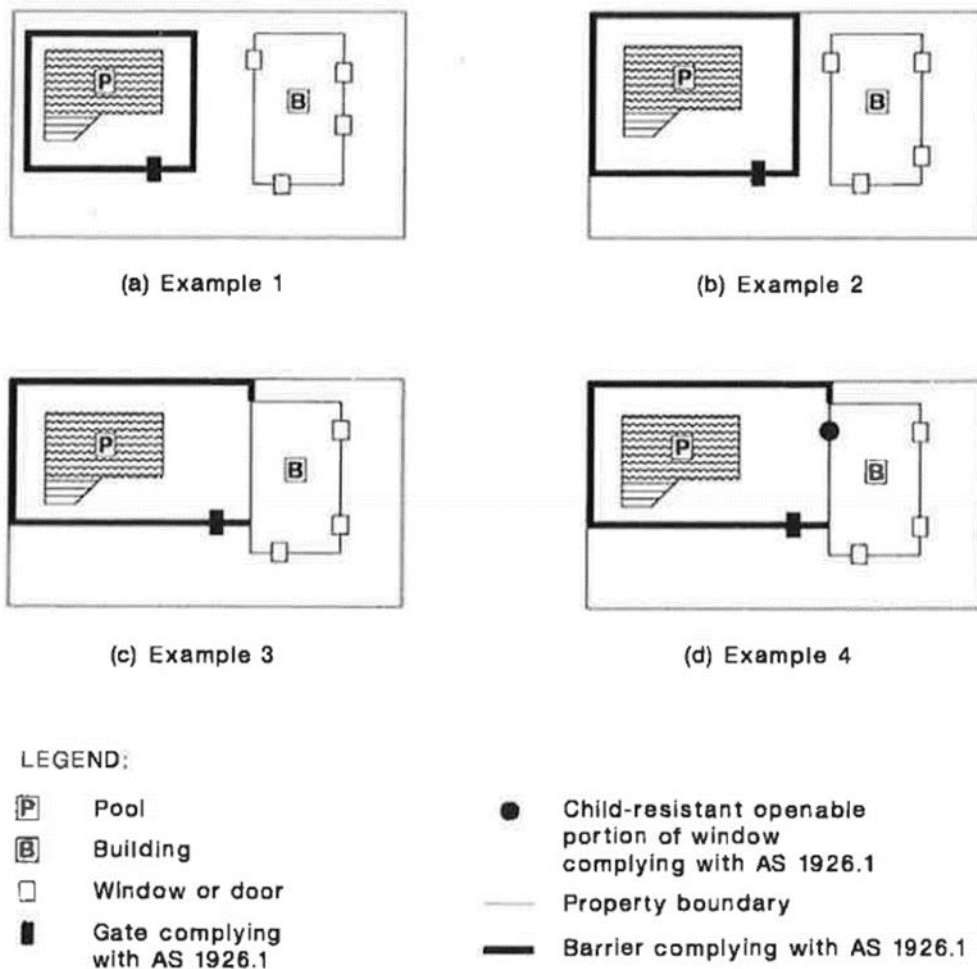 P
B
P
B
(a) Example 1
(b) Example 2
P
B
P
B
(c) Example 3
(d) Example 4
LEGEND:
P Pool
B Building
Window or door
Gate complying
with AS 1926.1
Child-resistant openable
portion of window
complying with AS 1926.1
Property boundary
Barrier complying with AS 1926.1